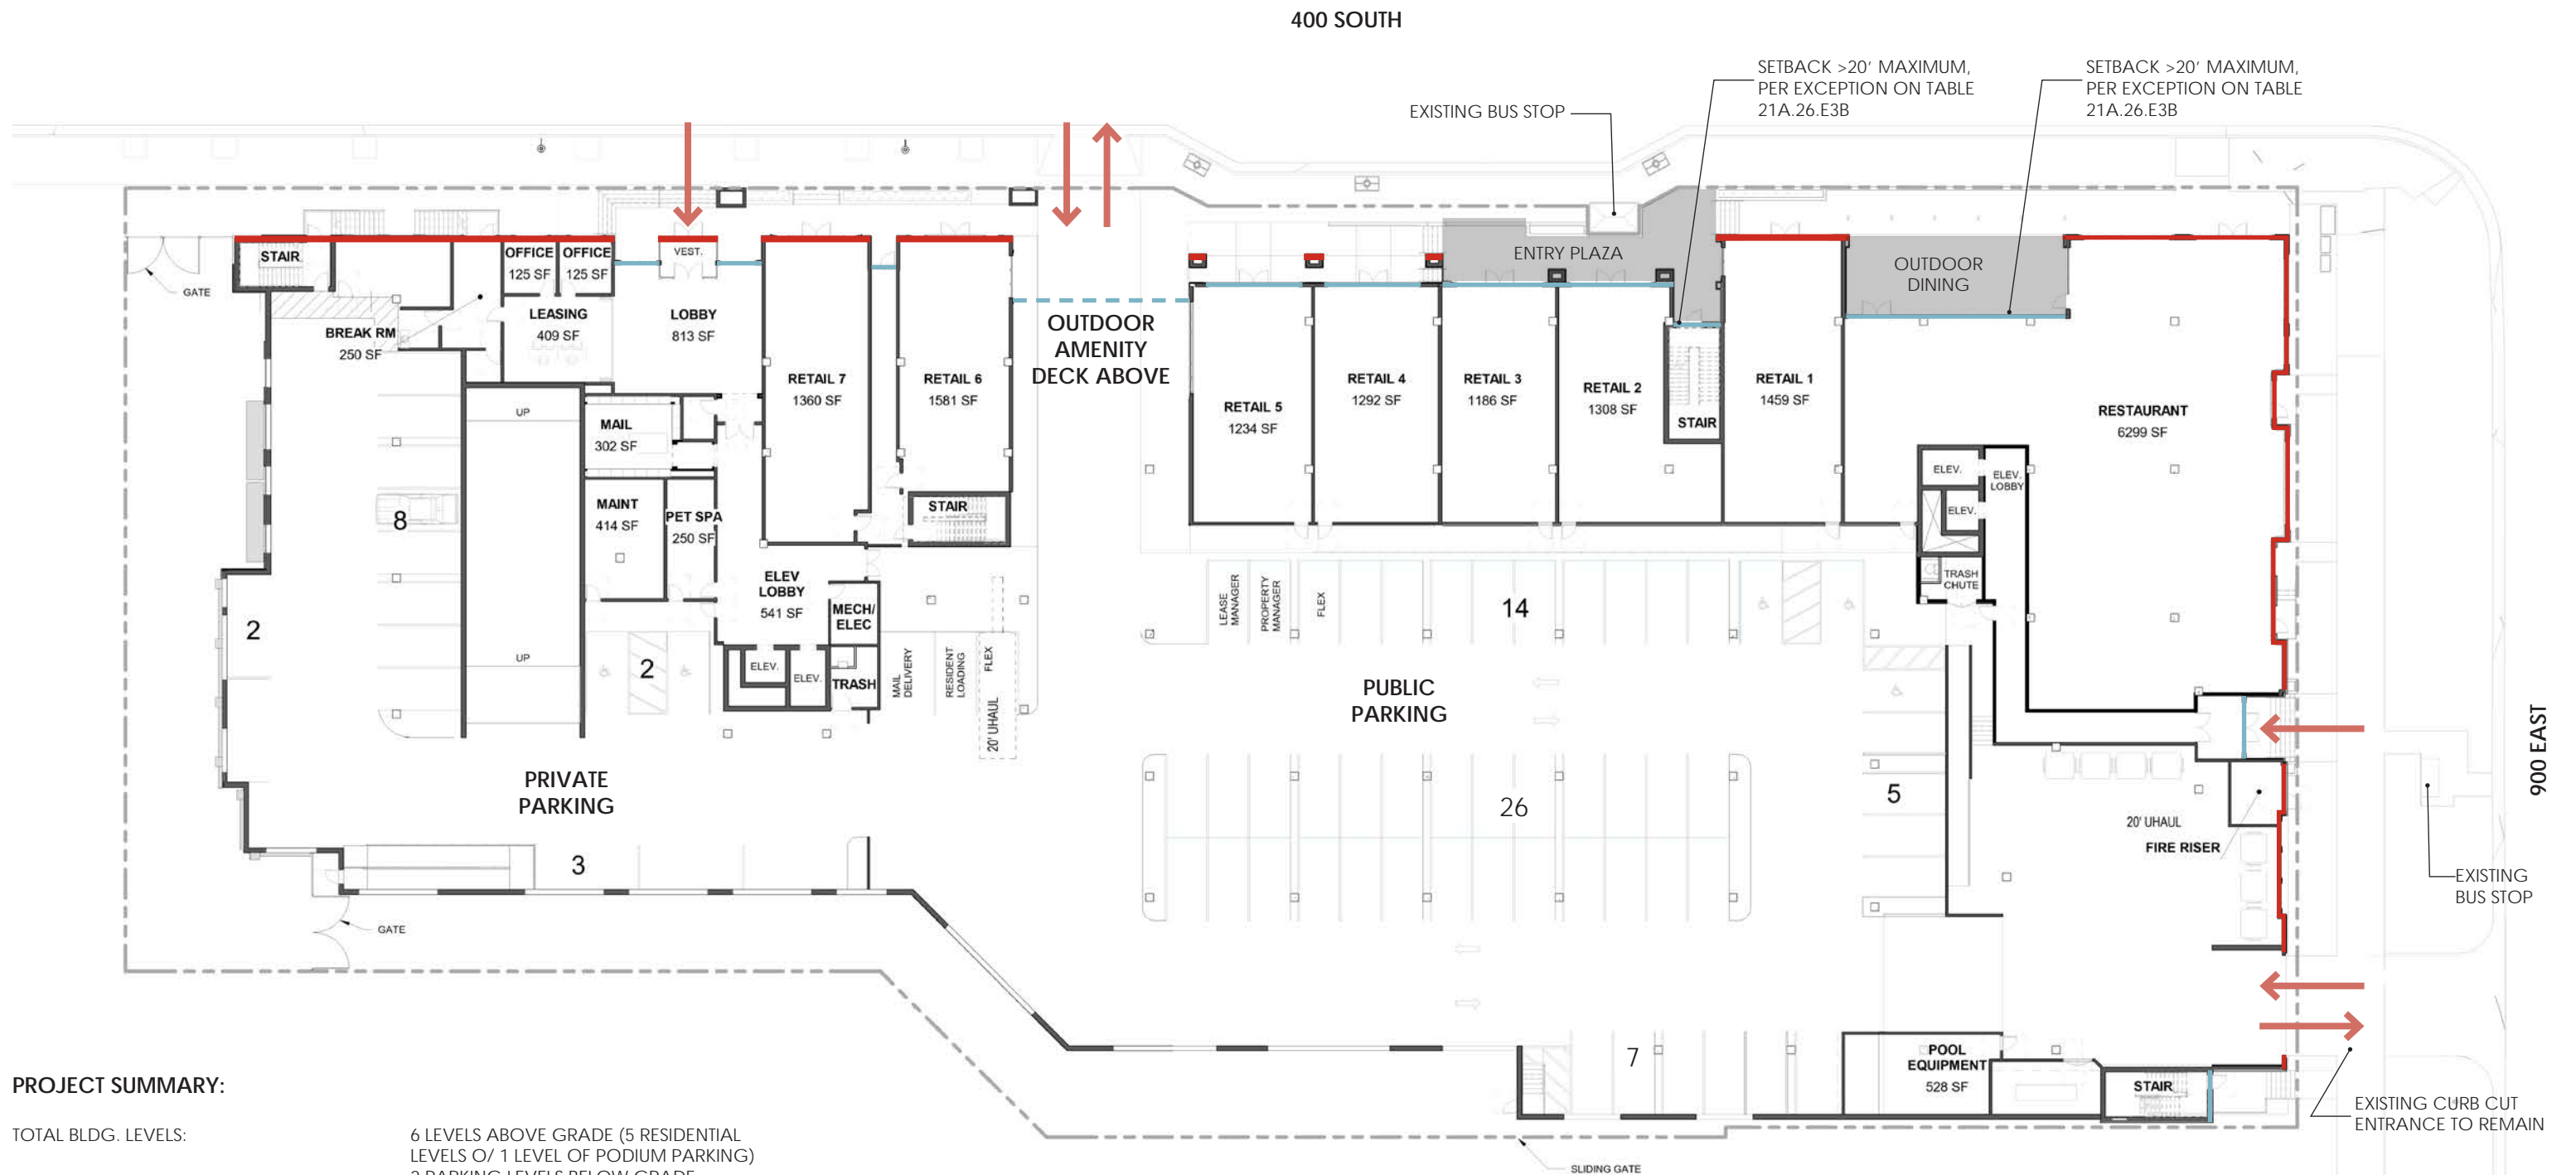 400 SOUTH
SETBACK >20' MAXIMUM,
PER EXCEPTION ON TABLE
21A.26.E3B
SETBACK >20' MAXIMUM,
PER EXCEPTION ON TABLE
21A.26.E3B
EXISTING BUS STOP
ENTRY PLAZA
OUTDOOR
DINING
GATE
STAIR
OFFICE
125 SF
OFFICE
125 SF
VEST.
BREAK RM
250 SF
LEASING
409 SF
LOBBY
813 SF
RETAIL 7
1360 SF
RETAIL 6
1581 SF
OUTDOOR
AMENITY
DECK ABOVE
RETAIL 5
1234 SF
RETAIL 4
1292 SF
RETAIL 3
1186 SF
RETAIL 2
1308 SF
STAIR
RETAIL 1
1459 SF
RESTAURANT
6299 SF
UP
UP
MAIL
302 SF
MAINT
414 SF
PET SPA
250 SF
STAIR
ELEV
LOBBY
541 SF
MECH/
ELEC
ELEV.
ELEV.
TRASH
MAIL
DELIVERY
RESIDENT
LOADING
FLEX
20' UHAUL
8
2
2
3
PRIVATE
PARKING
GATE
LEASE
MANAGER
PROPERTY
MANAGER
FLEX
14
PUBLIC
PARKING
26
5
7
ELEV.
ELEV.
LOBBY
ELEV.
TRASH
CHUTE
20' UHAUL
FIRE RISER
900 EAST
EXISTING
BUS STOP
POOL
EQUIPMENT
528 SF
STAIR
EXISTING CURB CUT
ENTRANCE TO REMAIN
SLIDING GATE
PROJECT SUMMARY:
TOTAL BLDG. LEVELS:
6 LEVELS ABOVE GRADE (5 RESIDENTIAL
LEVELS O/ 1 LEVEL OF PODIUM PARKING)
PARKING LEVELS BELOW GRADE